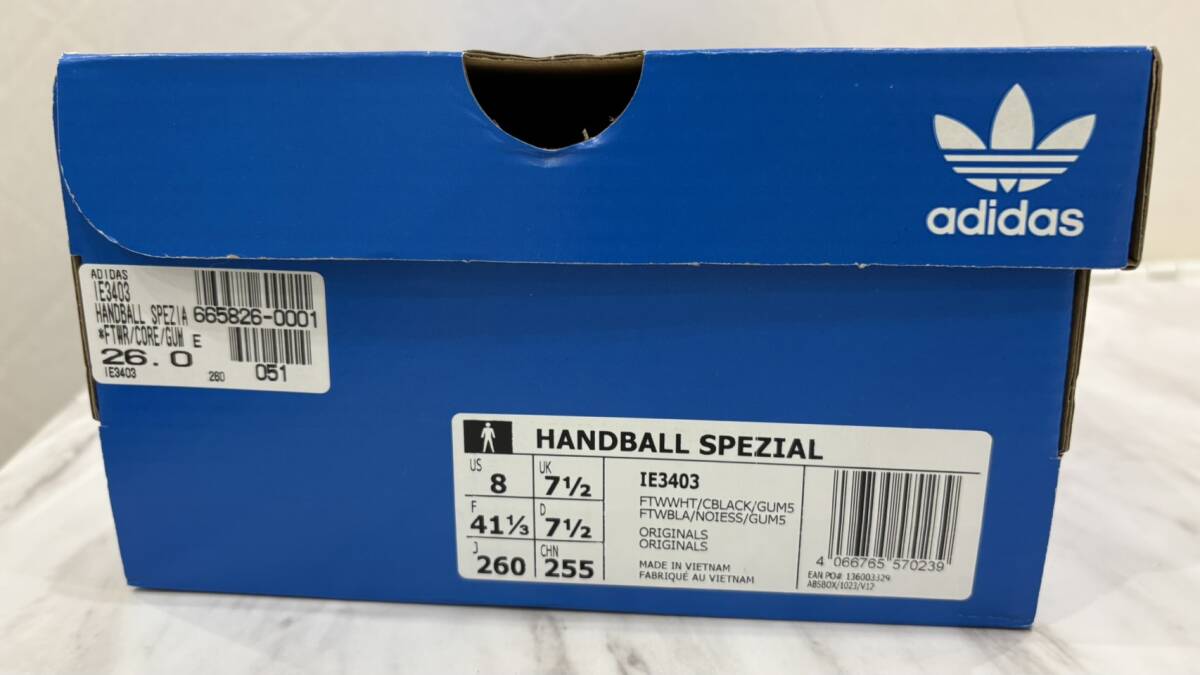 adidas
ADIDAS
IE3403
HANDBALL SPEZIA 665826-0001
*FTWR/CORE/GUM E
26.0
IE3403 260 051
HANDBALL SPEZIAL
US 8 UK 7½
F 41⅓ D 7½
J 260 CHN 255
IE3403
FTWWHT/CBLACK/GUM5
FTWBLA/NOIESS/GUM5
ORIGINALS
ORIGINALS
MADE IN VIETNAM
FABRIQUÉ AU VIETNAM
4 066765 570239
EAN PO#: 136003329
ABSBOX/1023/V12